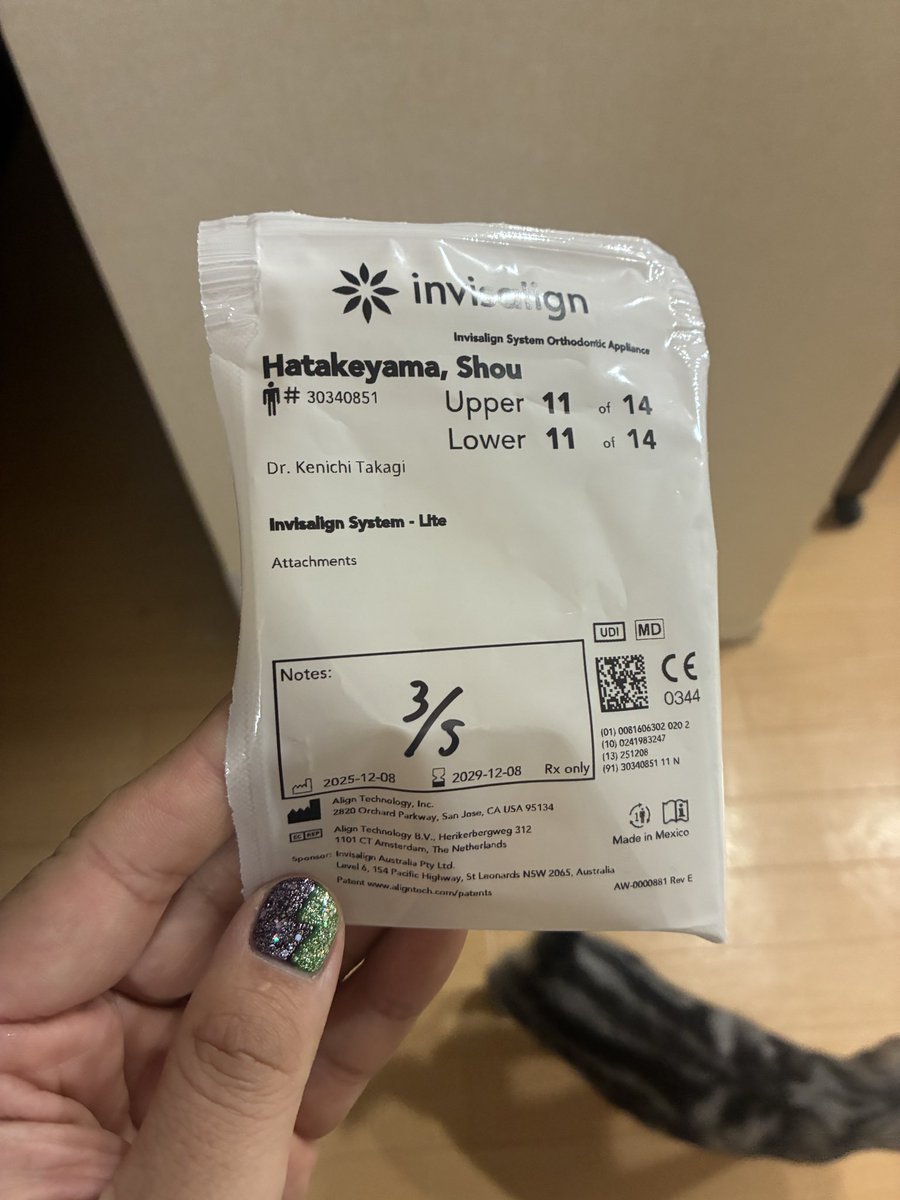 invisalign
Invisalign System Orthodontic Appliance
Hatakeyama, Shou
# 30340851
Upper 11 of 14
Lower 11 of 14
Dr. Kenichi Takagi
Invisalign System - Lite
Attachments
UDI MD
Notes:
3/5
CE
0344
2025-12-08 2029-12-08 Rx only
(01) 0081606302 020 2
(10) 0241983247
(13) 251208
(91) 30340851 11 N
Align Technology, Inc.
2820 Orchard Parkway, San Jose, CA USA 95134
EC REP
Align Technology B.V., Herikerbergweg 312
1101 CT Amsterdam, The Netherlands
Sponsor: Invisalign Australia Pty Ltd.
Level 6, 154 Pacific Highway, St Leonards NSW 2065, Australia
Patent www.aligntech.com/patents
1
i
Made in Mexico
AW-0000881 Rev E